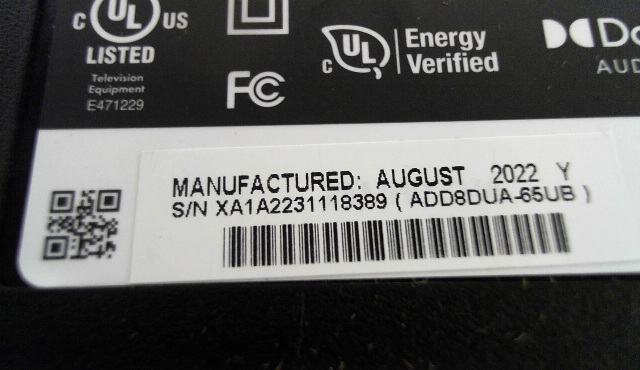 c UL US
LISTED
Television
Equipment
E471229
FC
c UL
Energy
Verified
AUD
MANUFACTURED: AUGUST 2022 Y
S/N XA1A2231118389 ( ADD8DUA-65UB )